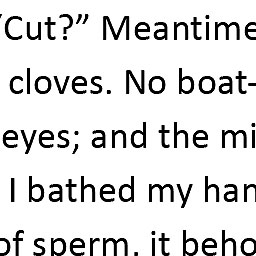 “Cut?” Meantime
cloves. No boat-
eyes; and the mi
I bathed my han
of sperm, it beho